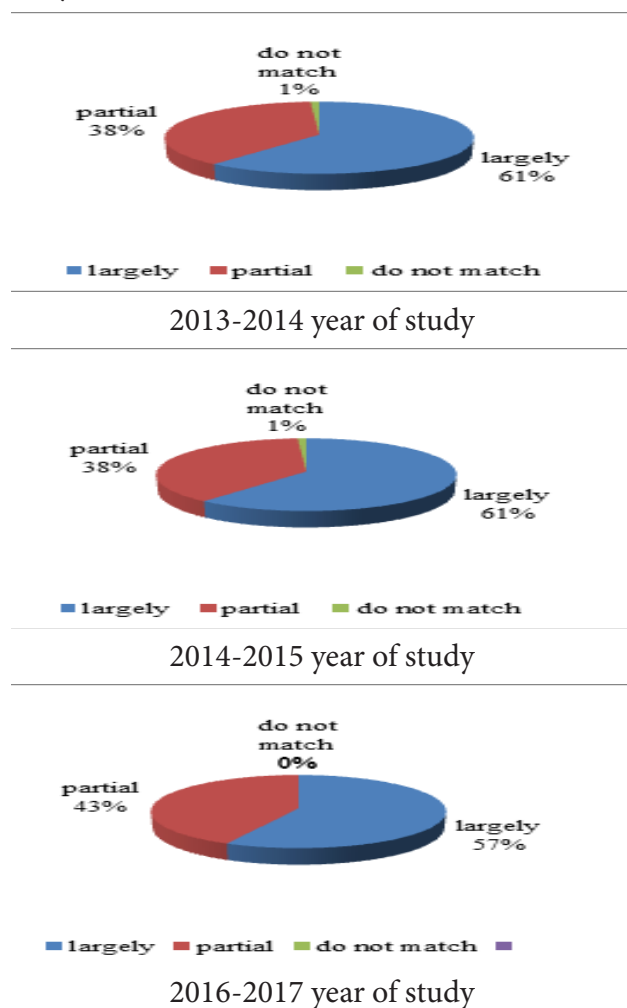 do not
match
1%
partial
38%
largely
61%
largely partial do not match
2013-2014 year of study
do not
match
1%
partial
38%
largely
61%
largely partial do not match
2014-2015 year of study
do not
match
0%
partial
43%
largely
57%
largely partial do not match
2016-2017 year of study